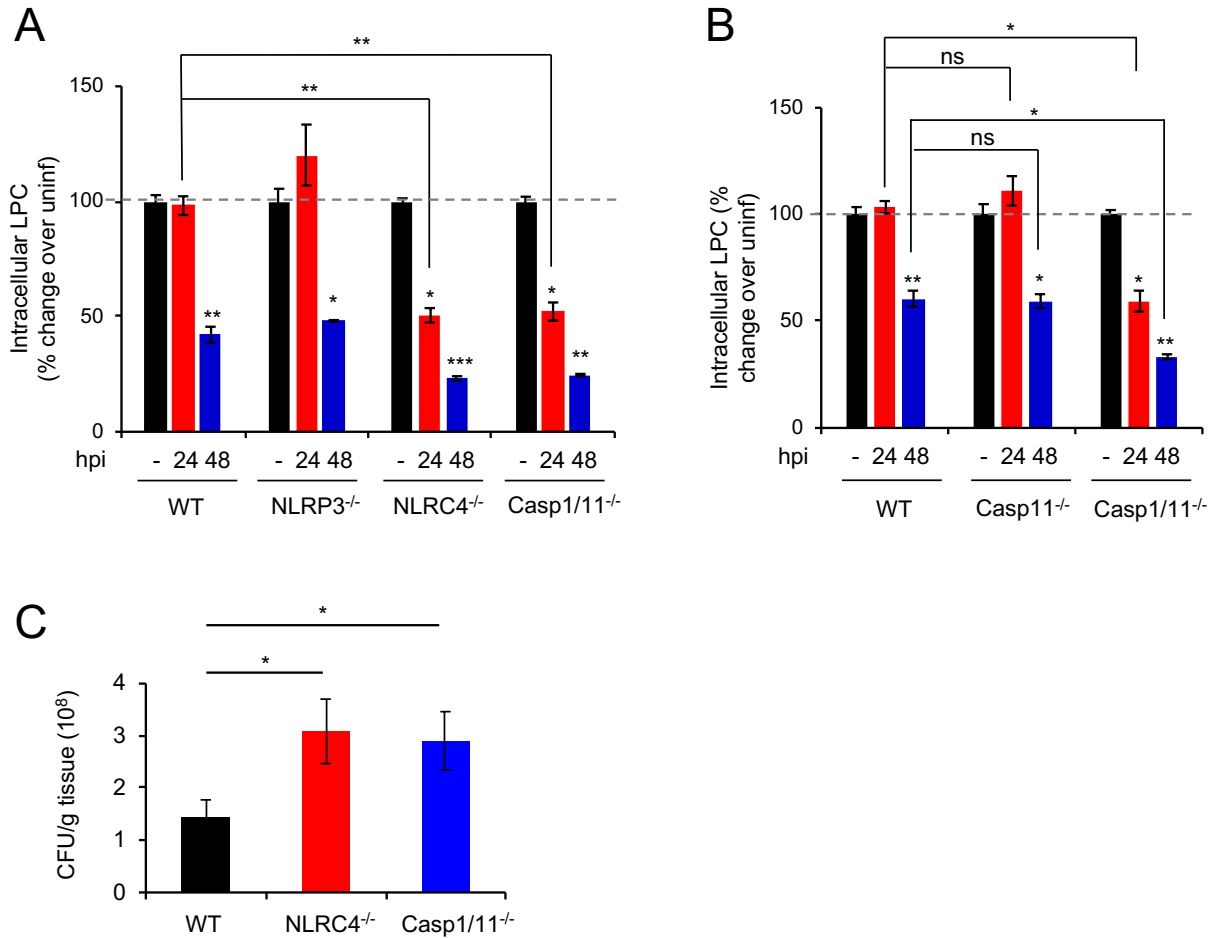 A
**
**
150
100
50
0
Intracellular LPC
(% change over uninf)
**
*
*
***
*
**
hpi - 24 48 - 24 48 - 24 48 - 24 48
WT NLRP3-/- NLRC4-/- Casp1/11-/-
B
*
ns
*
ns
150
100
50
0
Intracellular LPC (%
change over uninf)
**
*
*
**
hpi - 24 48 - 24 48 - 24 48
WT Casp11-/- Casp1/11-/-
C
*
*
4
3
2
1
0
CFU/g tissue (10⁸)
WT NLRC4-/- Casp1/11-/-